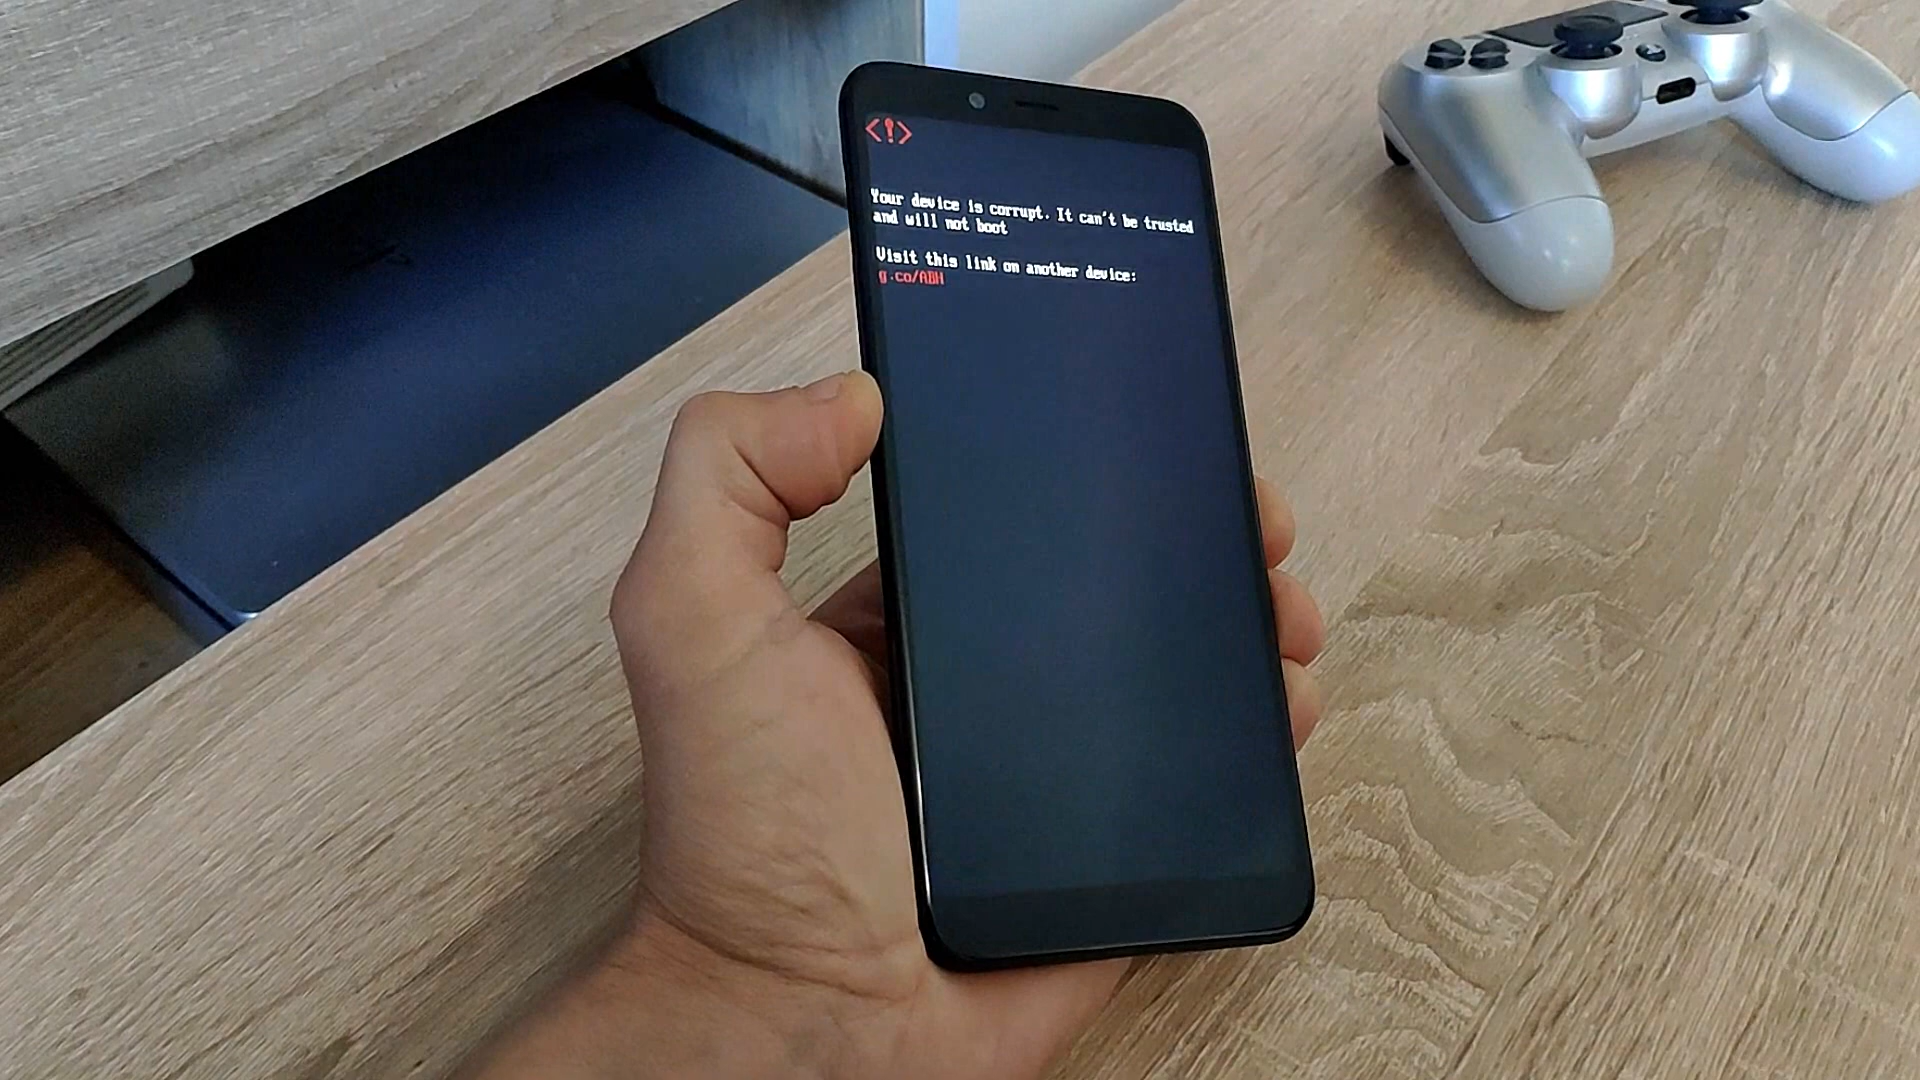 <!>
Your device is corrupt. It can't be trusted
and will not boot
Visit this link on another device:
g.co/ABH